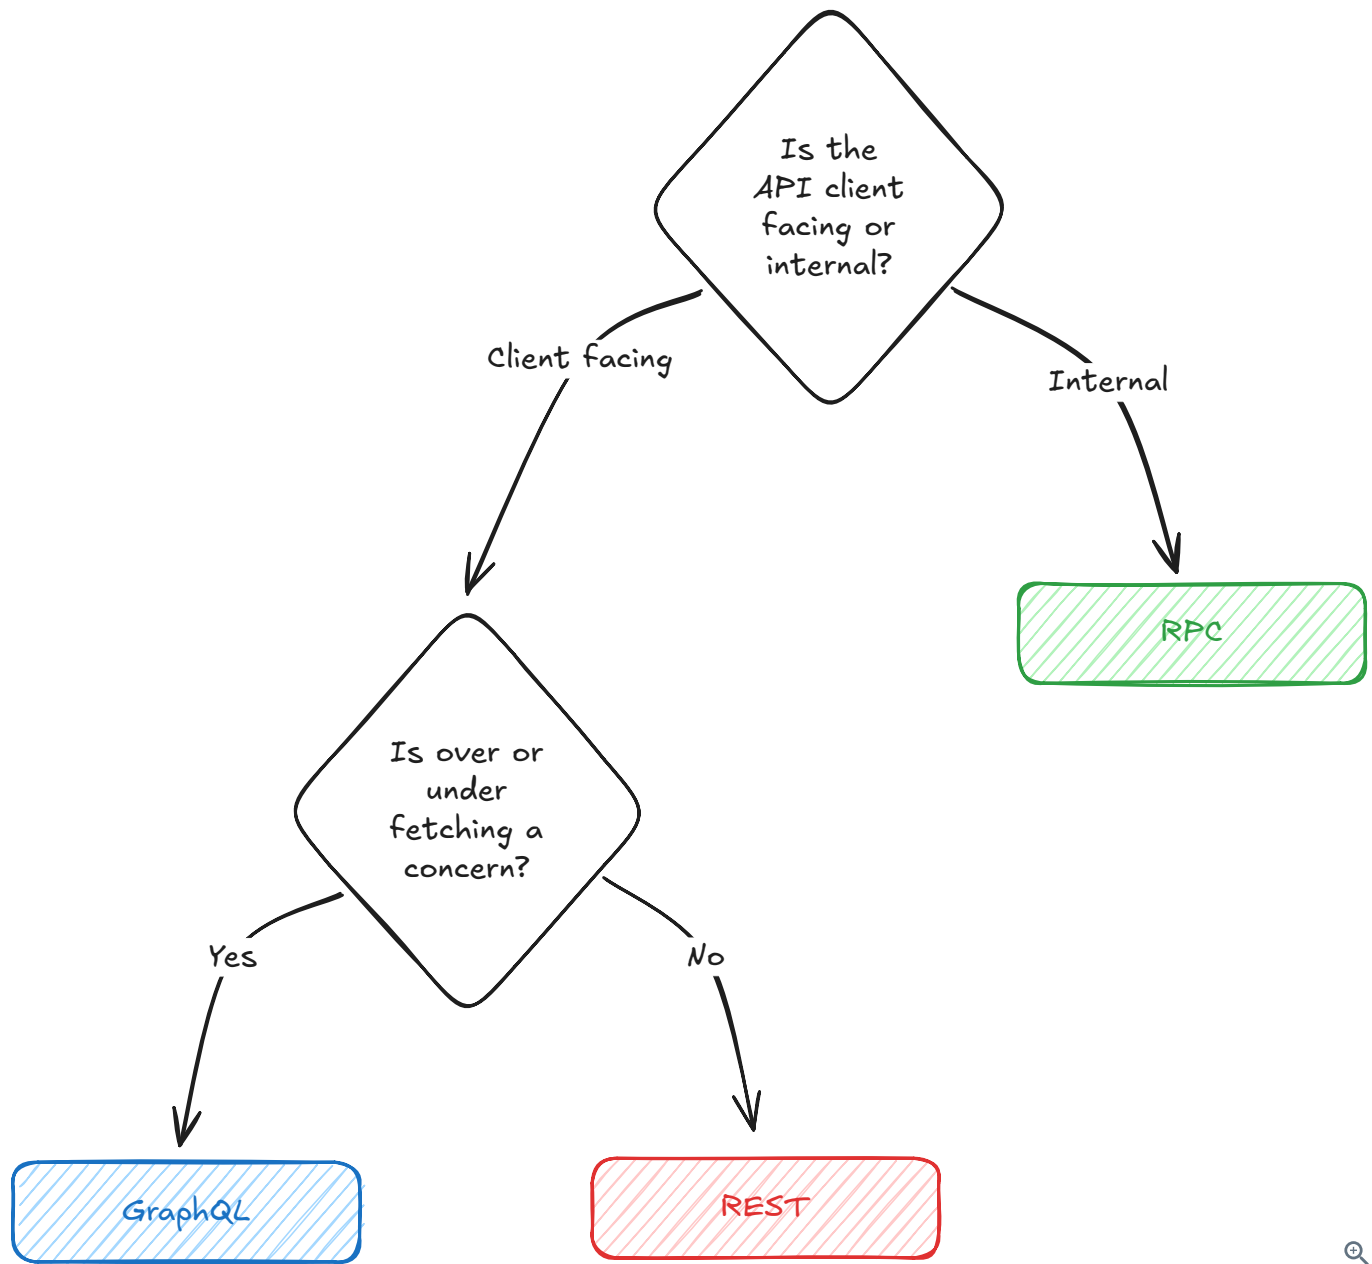 Is the
API client
facing or
internal?
Client facing
Internal
RPC
Is over or
under
fetching a
concern?
Yes
No
GraphQL
REST